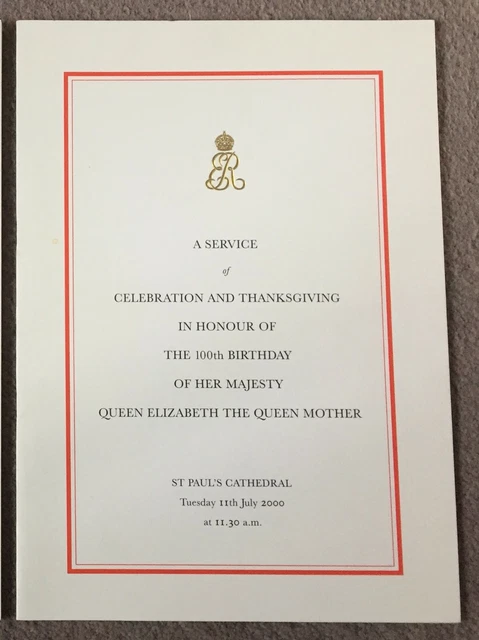 ER
A SERVICE
of
CELEBRATION AND THANKSGIVING
IN HONOUR OF
THE 100th BIRTHDAY
OF HER MAJESTY
QUEEN ELIZABETH THE QUEEN MOTHER
ST PAUL'S CATHEDRAL
Tuesday 11th July 2000
at 11.30 a.m.